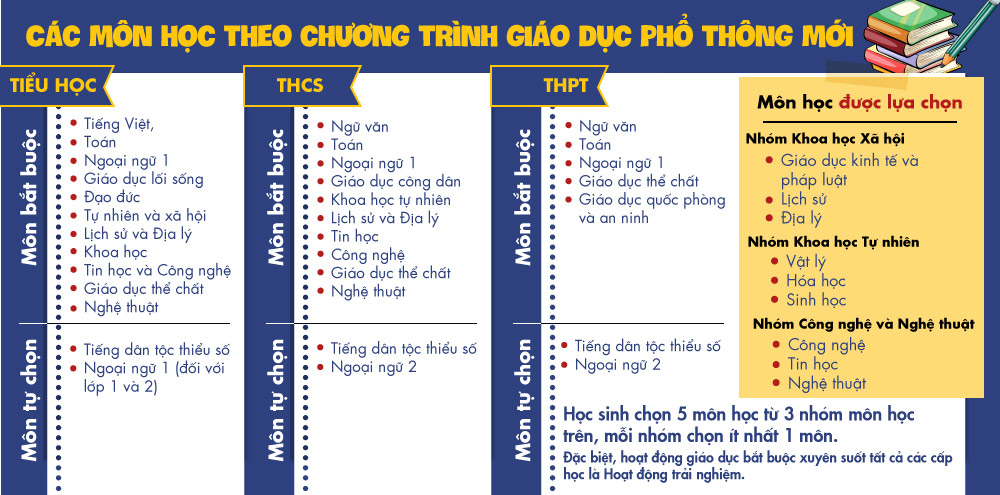 CÁC MÔN HỌC THEO CHƯƠNG TRÌNH GIÁO DỤC PHỔ THÔNG MỚI
TIỂU HỌC
Môn bắt buộc
Tiếng Việt,
Toán
Ngoại ngữ 1
Giáo dục lối sống
Đạo đức
Tự nhiên và xã hội
Lịch sử và Địa lý
Khoa học
Tin học và Công nghệ
Giáo dục thể chất
Nghệ thuật
Môn tự chọn
Tiếng dân tộc thiểu số
Ngoại ngữ 1 (đối với
lớp 1 và 2)
THCS
Môn bắt buộc
Ngữ văn
Toán
Ngoại ngữ 1
Giáo dục công dân
Khoa học tự nhiên
Lịch sử và Địa lý
Tin học
Công nghệ
Giáo dục thể chất
Nghệ thuật
Môn tự chọn
Tiếng dân tộc thiểu số
Ngoại ngữ 2
THPT
Môn bắt buộc
Ngữ văn
Toán
Ngoại ngữ 1
Giáo dục thể chất
Giáo dục quốc phòng
và an ninh
Môn tự chọn
Tiếng dân tộc thiểu số
Ngoại ngữ 2
Môn học được lựa chọn
Nhóm Khoa học Xã hội
Giáo dục kinh tế và
pháp luật
Lịch sử
Địa lý
Nhóm Khoa học Tự nhiên
Vật lý
Hóa học
Sinh học
Nhóm Công nghệ và Nghệ thuật
Công nghệ
Tin học
Nghệ thuật
Học sinh chọn 5 môn học từ 3 nhóm môn học
trên, mỗi nhóm chọn ít nhất 1 môn.
Đặc biệt, hoạt động giáo dục bắt buộc xuyên suốt tất cả các cấp
học là Hoạt động trải nghiệm.